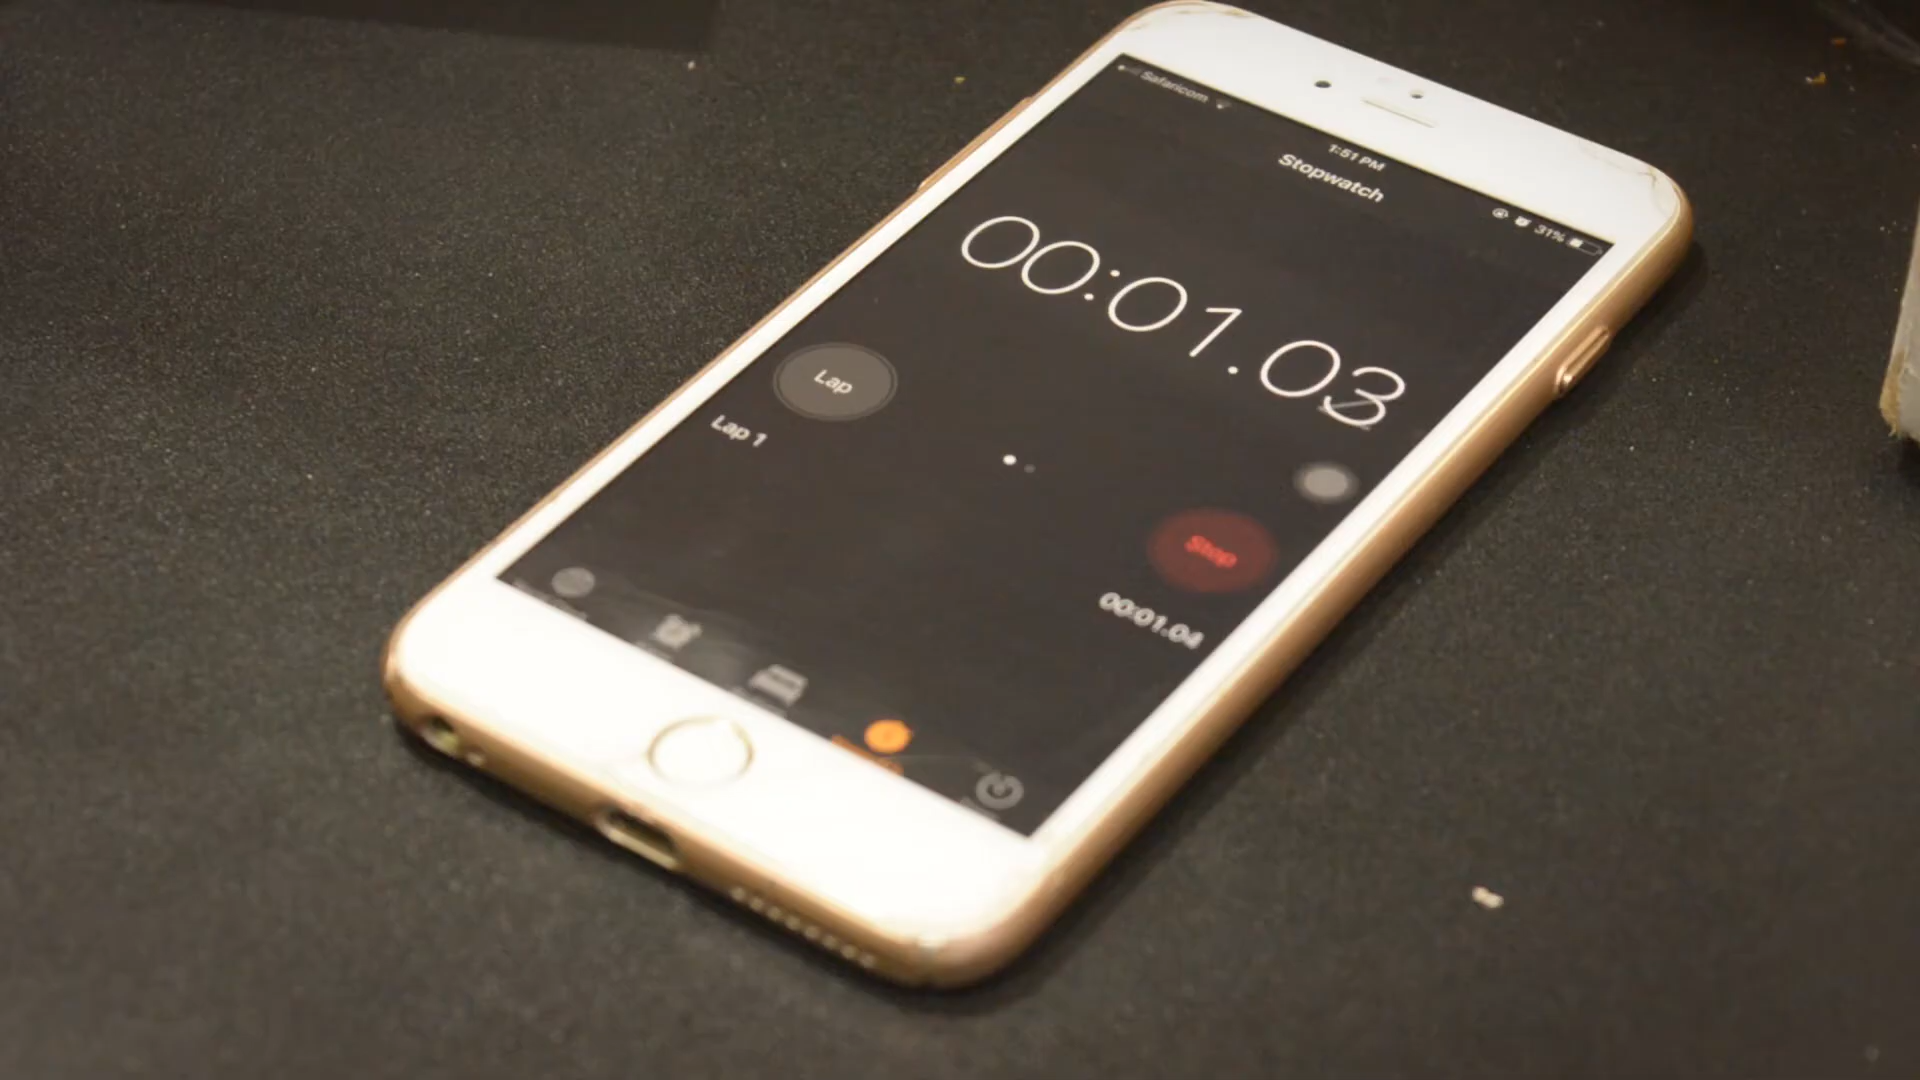 Safaricom
1:51 PM
31%
Stopwatch
00:01.03
Lap
Stop
Lap 1
00:01.04